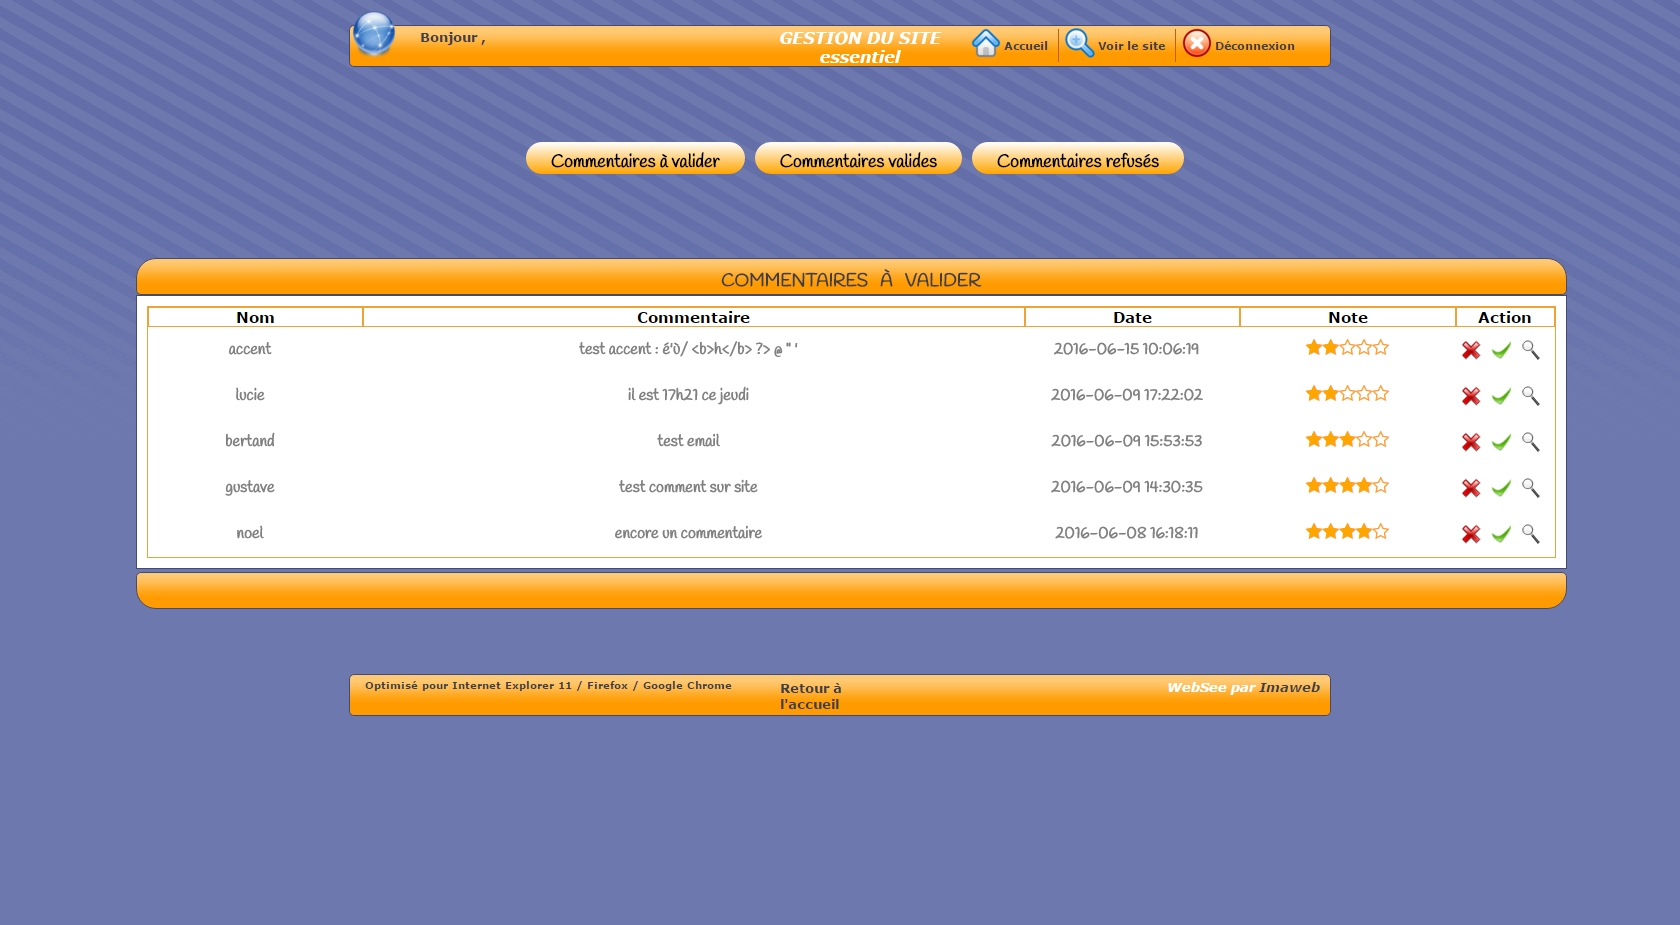 Bonjour ,
GESTION DU SITE
essentiel
Accueil
Voir le site
Déconnexion
Commentaires à valider
Commentaires valides
Commentaires refusés
COMMENTAIRES À VALIDER
Nom Commentaire Date Note Action
accent test accent : é'ù/ <b>h</b> ?> @ " ' 2016-06-15 10:06:19
lucie il est 17h21 ce jeudi 2016-06-09 17:22:02
bertand test email 2016-06-09 15:53:53
gustave test comment sur site 2016-06-09 14:30:35
noel encore un commentaire 2016-06-08 16:18:11
Optimisé pour Internet Explorer 11 / Firefox / Google Chrome
Retour à
l'accueil
WebSee par Imaweb